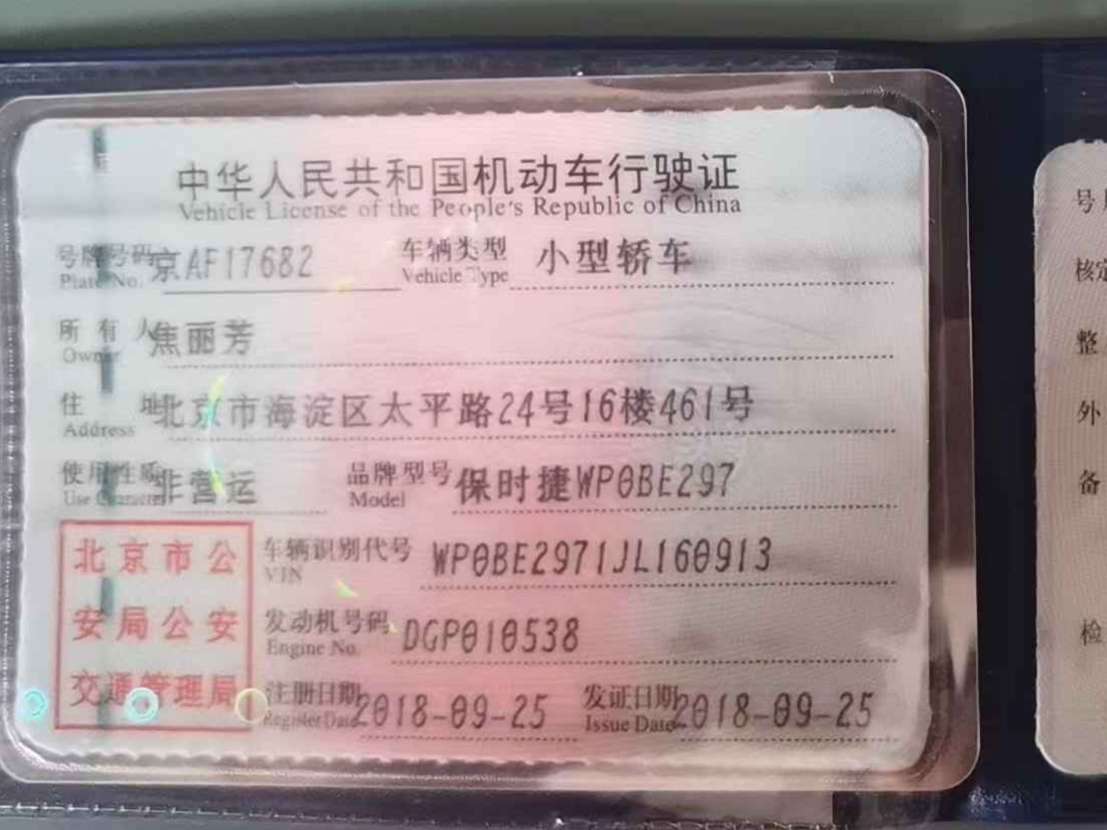 中华人民共和国机动车行驶证
Vehicle License of the People's Republic of China
号牌号码 京AF17682 车辆类型 小型轿车
Plate No. Vehicle Type
所有人 焦丽芳
Owner
住址 北京市海淀区太平路24号16楼461号
Address
使用性质 非营运 品牌型号 保时捷WP0BE297
Use Character Model
北京市公
安局公安
交通管理局
车辆识别代号 WP0BE2971JL160913
VIN
发动机号码 DGP010538
Engine No.
注册日期 2018-09-25 发证日期 2018-09-25
Register Date Issue Date
号
核定
整
外
备
检